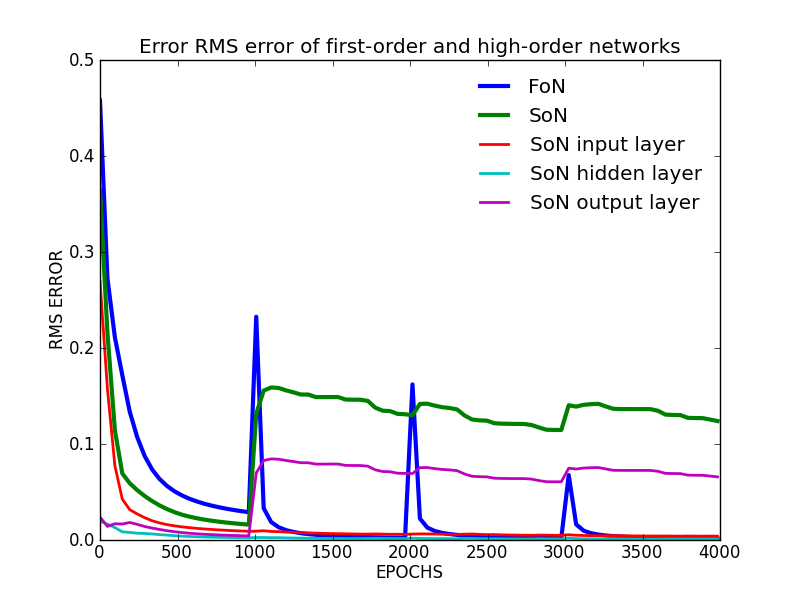 Error RMS error of first-order and high-order networks
0.5
0.4
0.3
0.2
0.1
0.0
RMS ERROR
FoN
SoN
SoN input layer
SoN hidden layer
SoN output layer
0 500 1000 1500 2000 2500 3000 3500 4000
EPOCHS